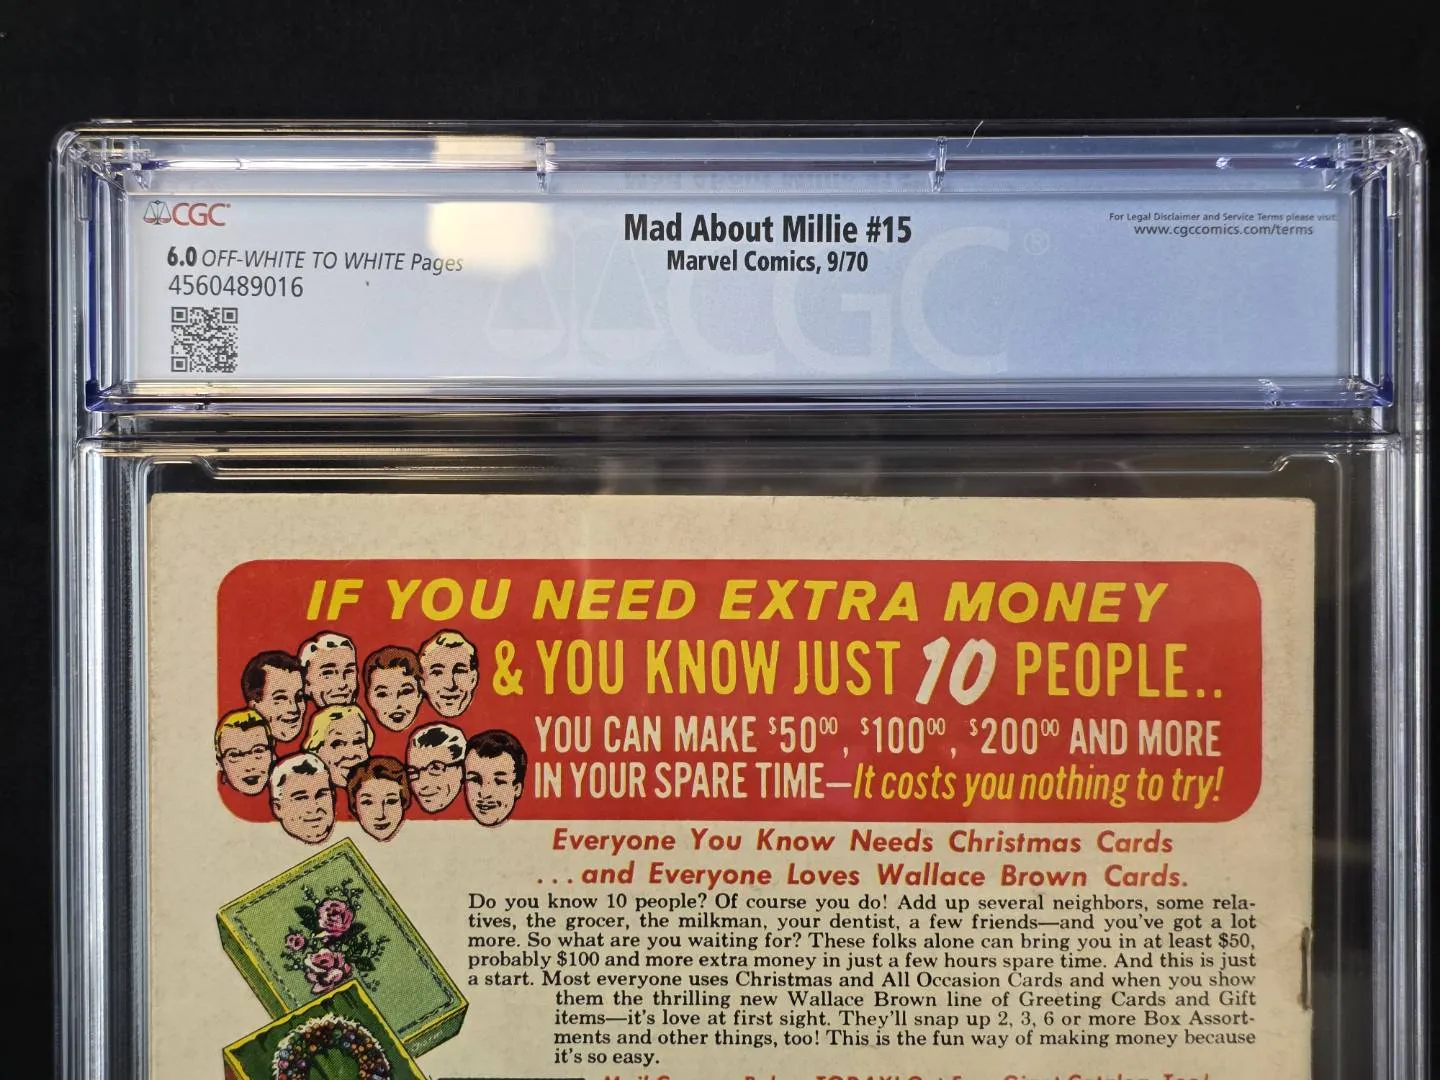 CGC
Mad About Millie #15
For Legal Disclaimer and Service Terms please visit:
www.cgccomics.com/terms
6.0 OFF-WHITE TO WHITE Pages
Marvel Comics, 9/70
4560489016
CGC®
IF YOU NEED EXTRA MONEY
& YOU KNOW JUST 10 PEOPLE..
YOU CAN MAKE $50⁰⁰, $100⁰⁰, $200⁰⁰ AND MORE
IN YOUR SPARE TIME—It costs you nothing to try!
Everyone You Know Needs Christmas Cards
...and Everyone Loves Wallace Brown Cards.
Do you know 10 people? Of course you do! Add up several neighbors, some rela-
tives, the grocer, the milkman, your dentist, a few friends—and you've got a lot
more. So what are you waiting for? These folks alone can bring you in at least $50,
probably $100 and more extra money in just a few hours spare time. And this is just
a start. Most everyone uses Christmas and All Occasion Cards and when you show
them the thrilling new Wallace Brown line of Greeting Cards and Gift
items—it's love at first sight. They'll snap up 2, 3, 6 or more Box Assort-
ments and other things, too! This is the fun way of making money because
it's so easy.